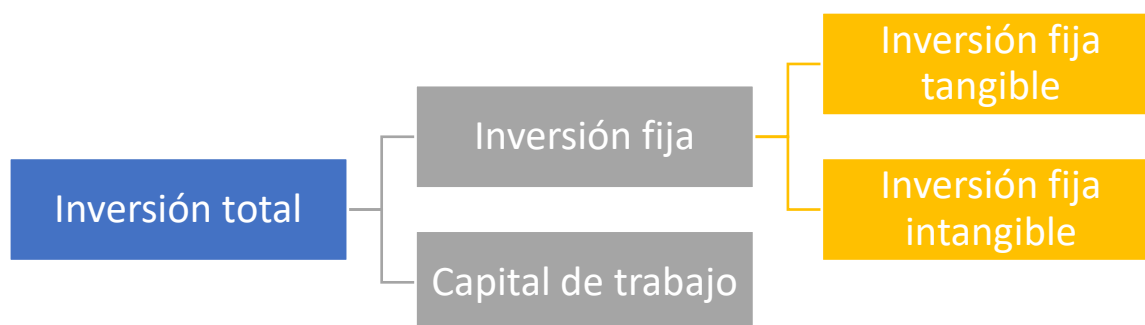 Inversión total
Inversión fija
Capital de trabajo
Inversión fija
tangible
Inversión fija
intangible